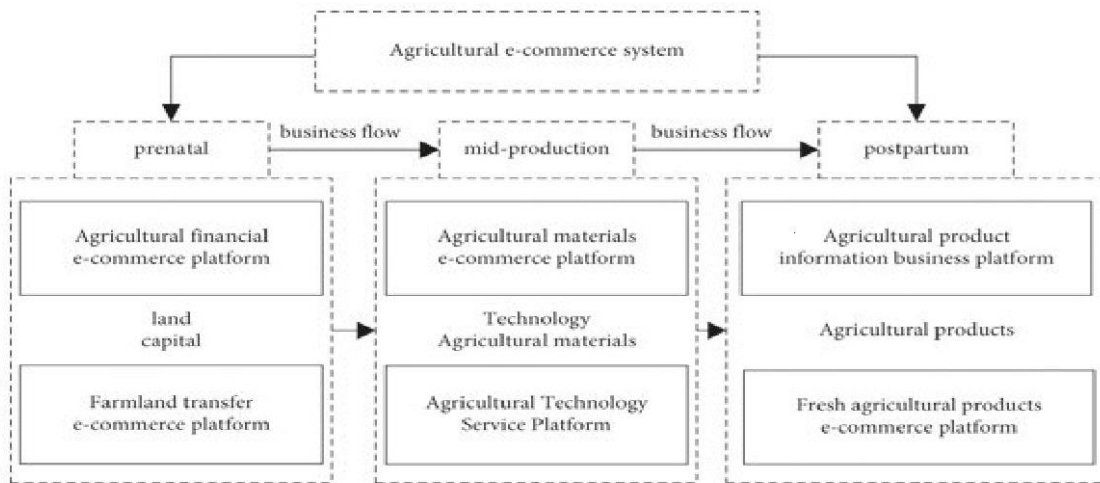 Agricultural e-commerce system
business flow
business flow
prenatal
mid-production
postpartum
Agricultural financial
e-commerce platform
land
capital
Farmland transfer
e-commerce platform
Agricultural materials
e-commerce platform
Technology
Agricultural materials
Agricultural Technology
Service Platform
Agricultural product
information business platform
Agricultural products
Fresh agricultural products
e-commerce platform